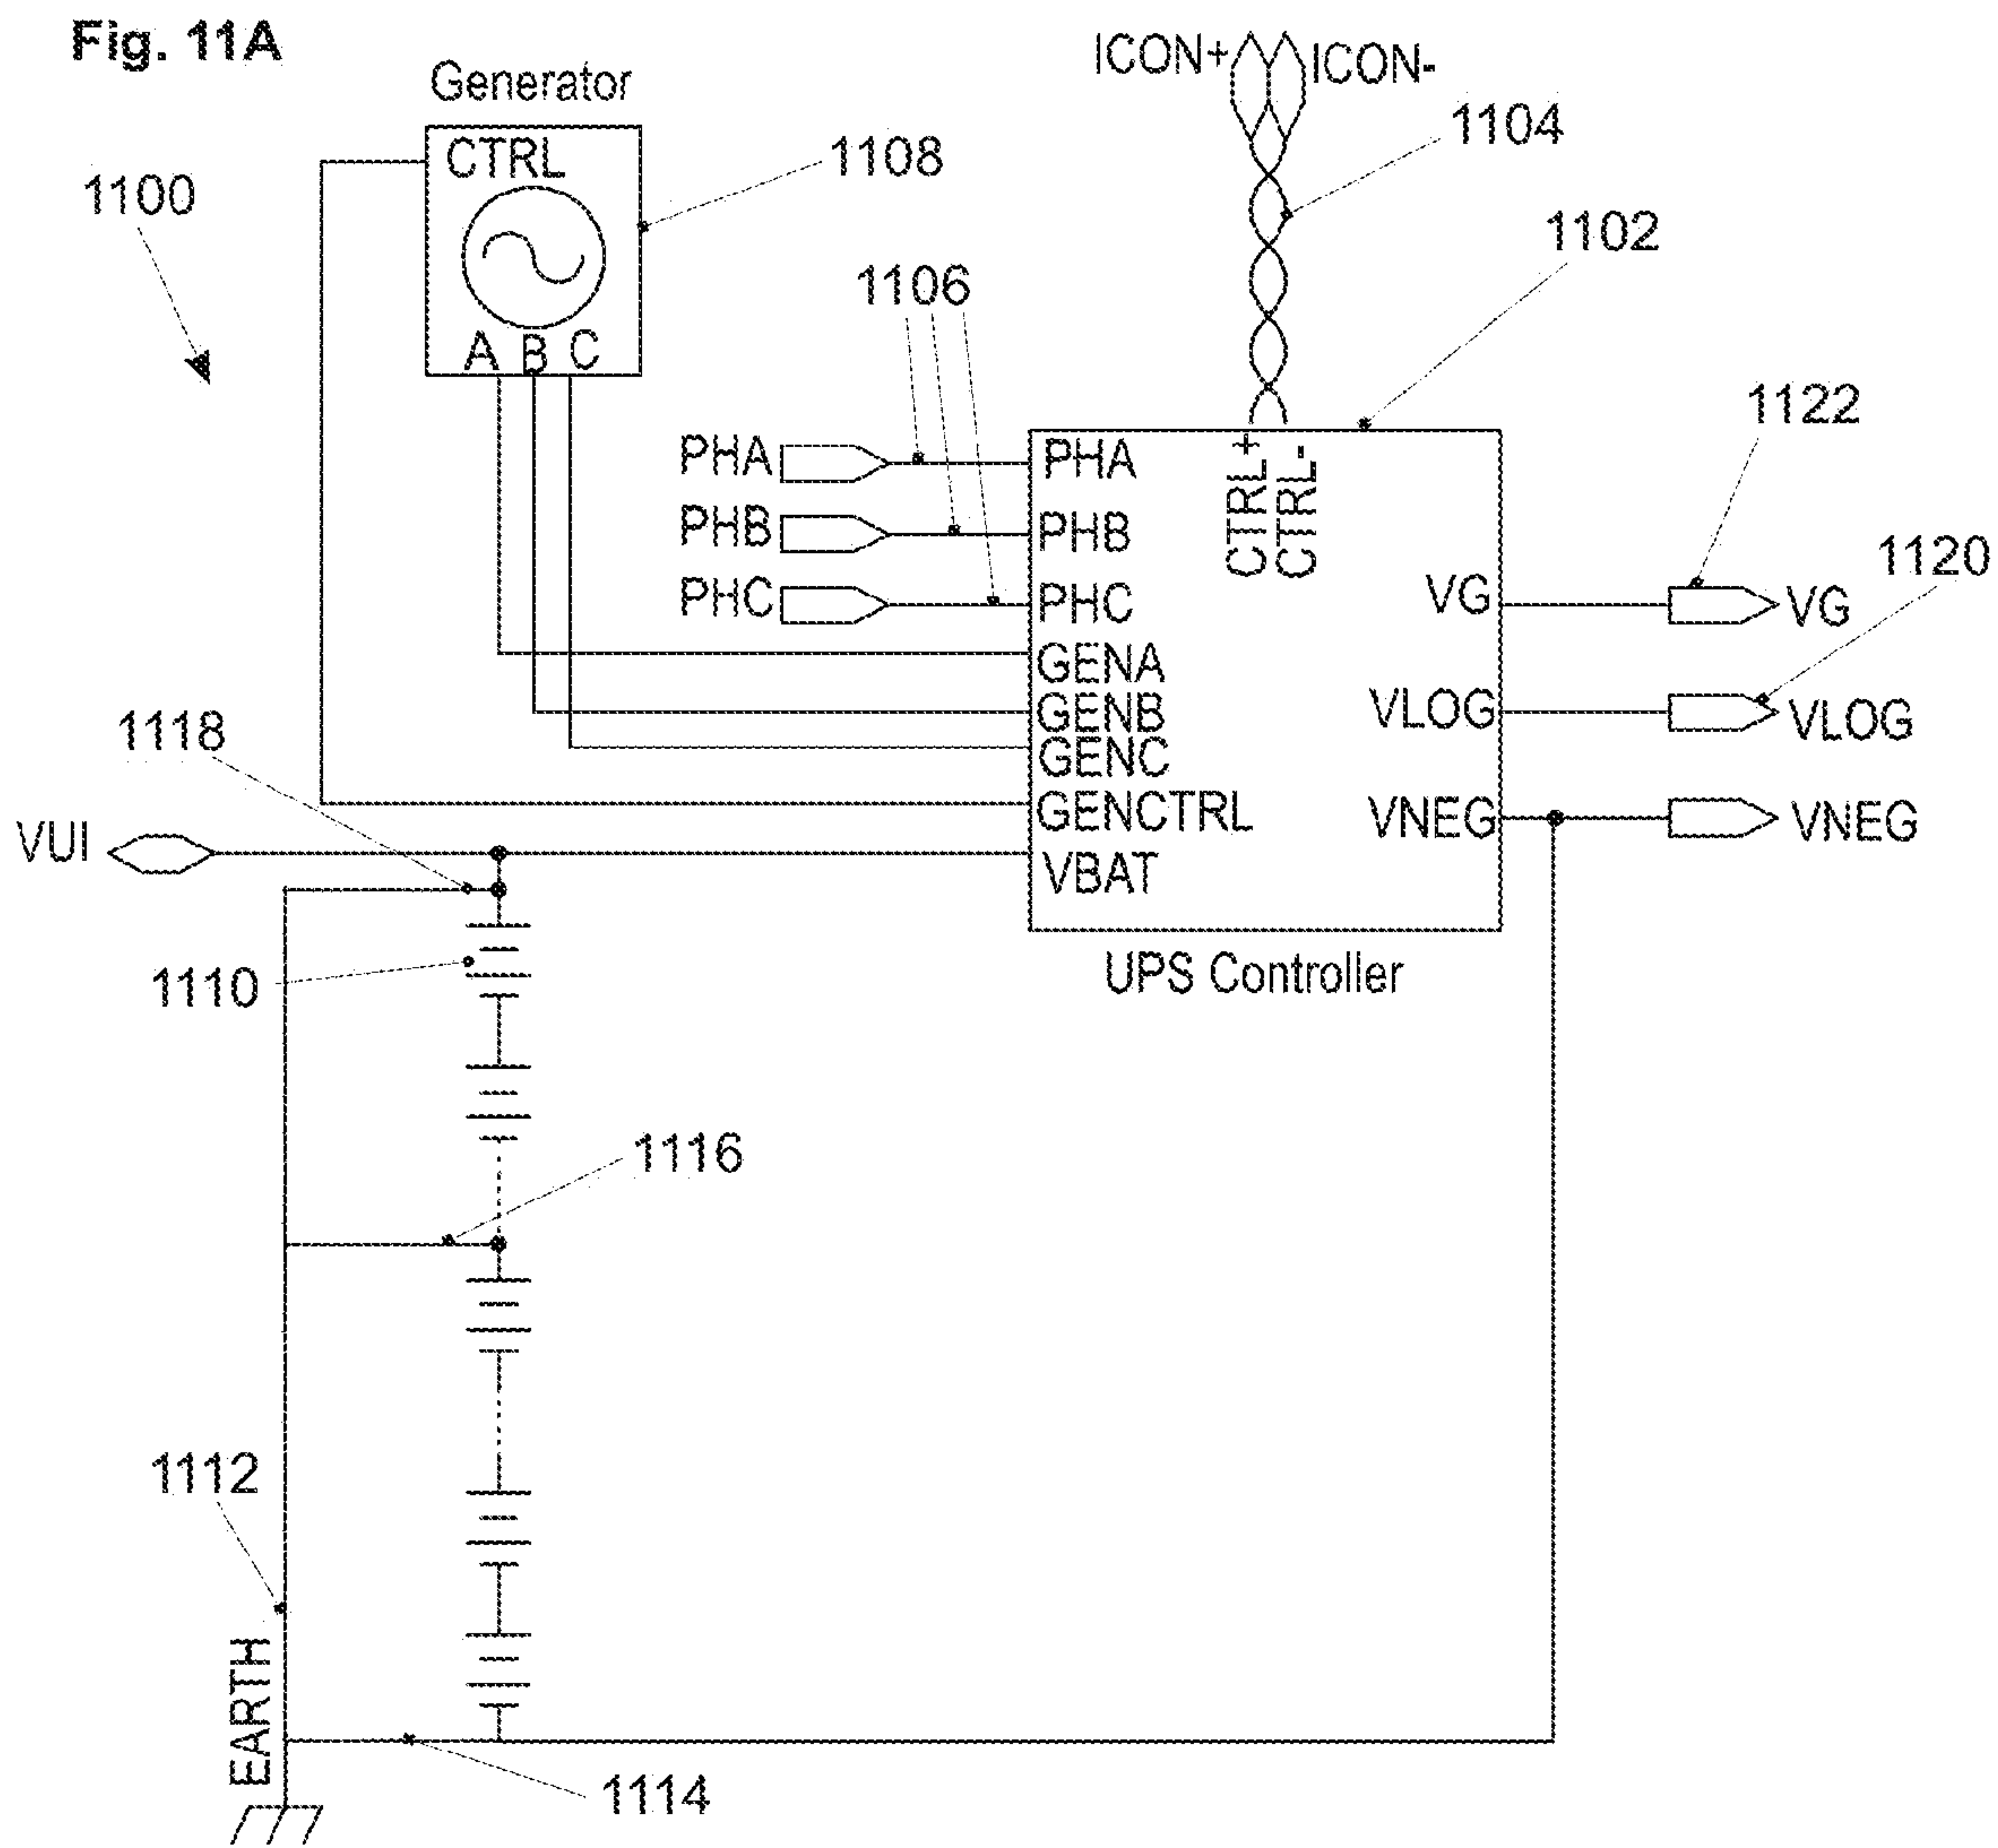 Fig. 11A
Generator
ICON+ ICON-
1104
CTRL
1108
1100
1102
1106
A B C
1122
PHA PHA
CTRL+
CTRL-
PHB PHB
1120
PHC PHC
VG VG
GENA
1118
GENB
VLOG VLOG
GENC
GENCTRL
VNEG VNEG
VUI
VBAT
1110
UPS Controller
1116
1112
EARTH
1114